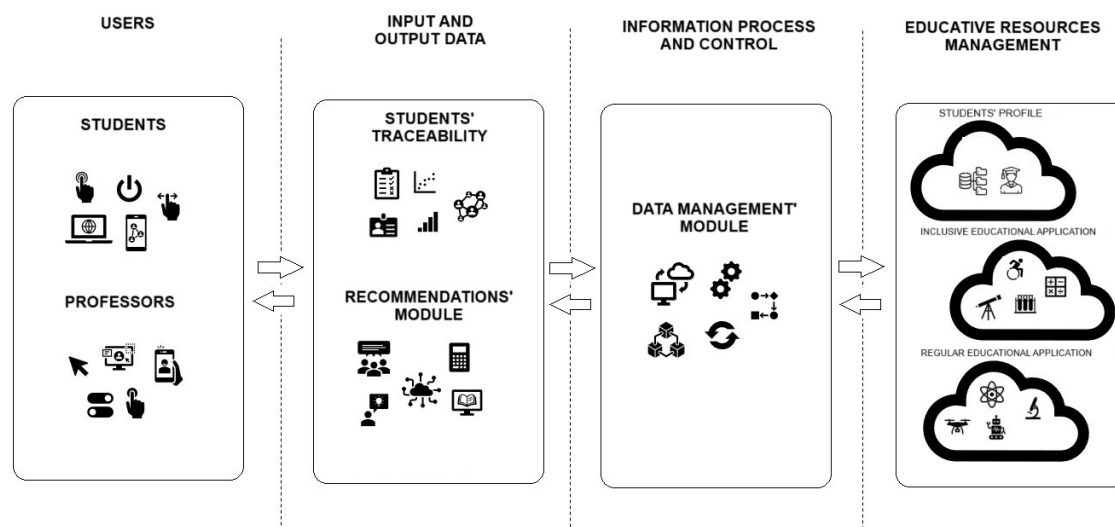 USERS
INPUT AND
OUTPUT DATA
INFORMATION PROCESS
AND CONTROL
EDUCATIVE RESOURCES
MANAGEMENT
STUDENTS
PROFESSORS
STUDENTS'
TRACEABILITY
RECOMMENDATIONS'
MODULE
DATA MANAGEMENT'
MODULE
STUDENTS' PROFILE
INCLUSIVE EDUCATIONAL APPLICATION
REGULAR EDUCATIONAL APPLICATION